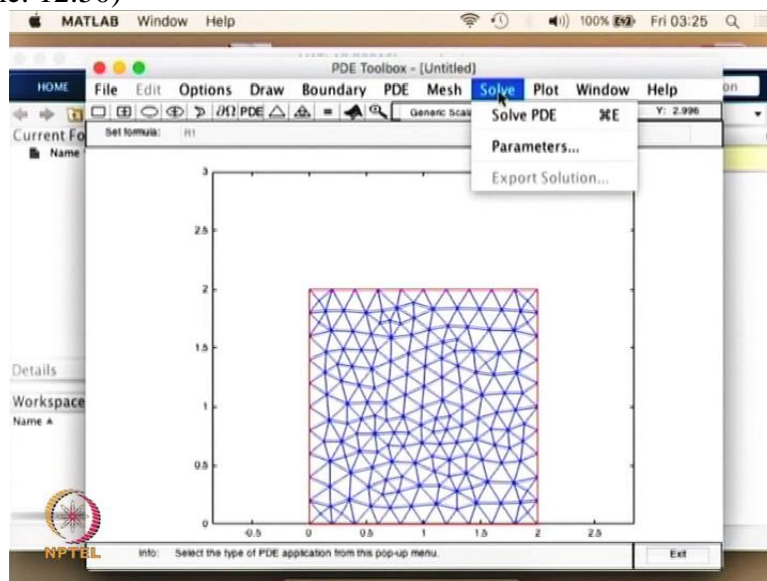 MATLAB Window Help 100% Fri 03:25
PDE Toolbox - [Untitled]
HOME
File Edit Options Draw Boundary PDE Mesh Solve Plot Window Help
∂Ω PDE = Generic Scal Y: 2.996
Set formula: R1
Solve PDE ⌘E
Parameters...
Export Solution...
Current Fo
Name
Details
Workspace
Name
3
2.5
2
1.5
1
0.5
0
-0.5 0 0.5 1 1.5 2 2.5
Info: Select the type of PDE application from this pop-up menu. Exit
NPTEL